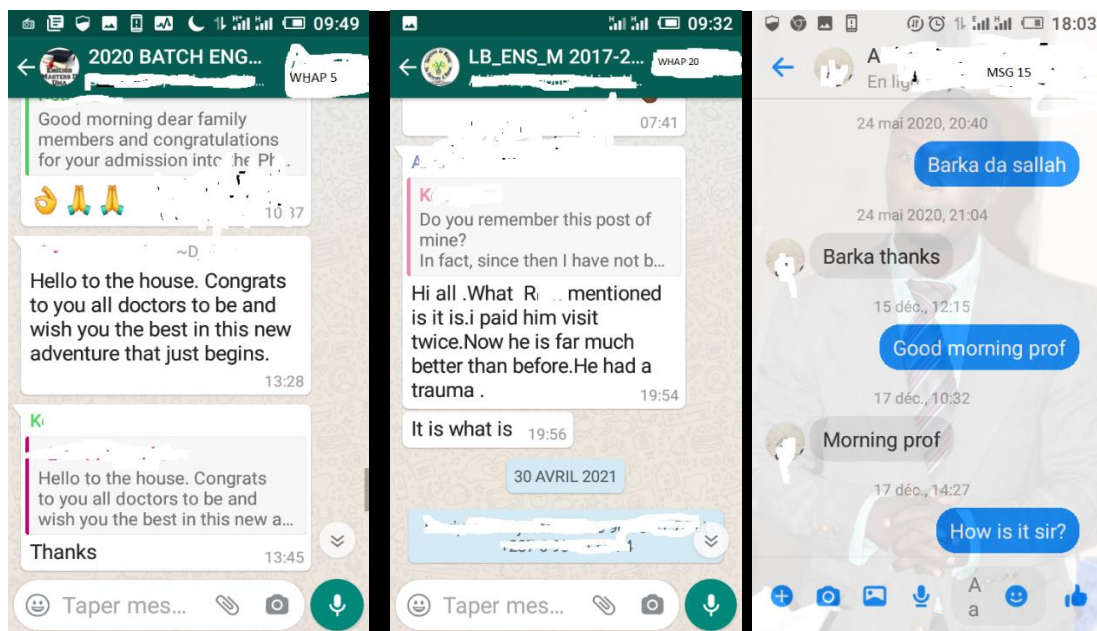 09:49
2020 BATCH ENG...
WHAP 5
Good morning dear family
members and congratulations
for your admission into the Ph
10:37
~D
Hello to the house. Congrats
to you all doctors to be and
wish you the best in this new
adventure that just begins.
13:28
K
Hello to the house. Congrats
to you all doctors to be and
wish you the best in this new a...
Thanks
13:45
Taper mes...
09:32
LB_ENS_M 2017-2...
WHAP 20
07:41
A
K
Do you remember this post of
mine?
In fact, since then I have not b...
Hi all .What R mentioned
is it is.i paid him visit
twice.Now he is far much
better than before.He had a
trauma .
19:54
It is what is 19:56
30 AVRIL 2021
Taper mes...
18:03
A
En lig
MSG 15
24 mai 2020, 20:40
Barka da sallah
24 mai 2020, 21:04
Barka thanks
15 déc., 12:15
Good morning prof
17 déc., 10:32
Morning prof
17 déc., 14:27
How is it sir?
A
a